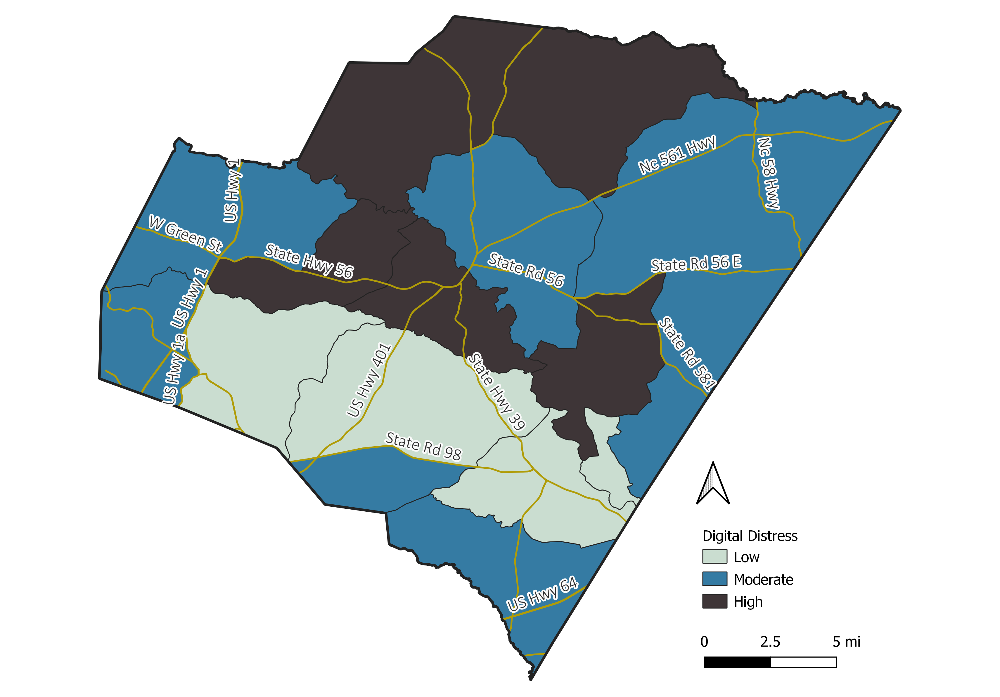 US Hwy 1
Nc 561 Hwy
Nc 58 Hwy
W Green St
State Hwy 56
State Rd 56
State Rd 56 E
US Hwy 1
US Hwy 1a
State Rd 581
US Hwy 401
State Hwy 39
State Rd 98
US Hwy 64
Digital Distress
Low
Moderate
High
0 2.5 5 mi